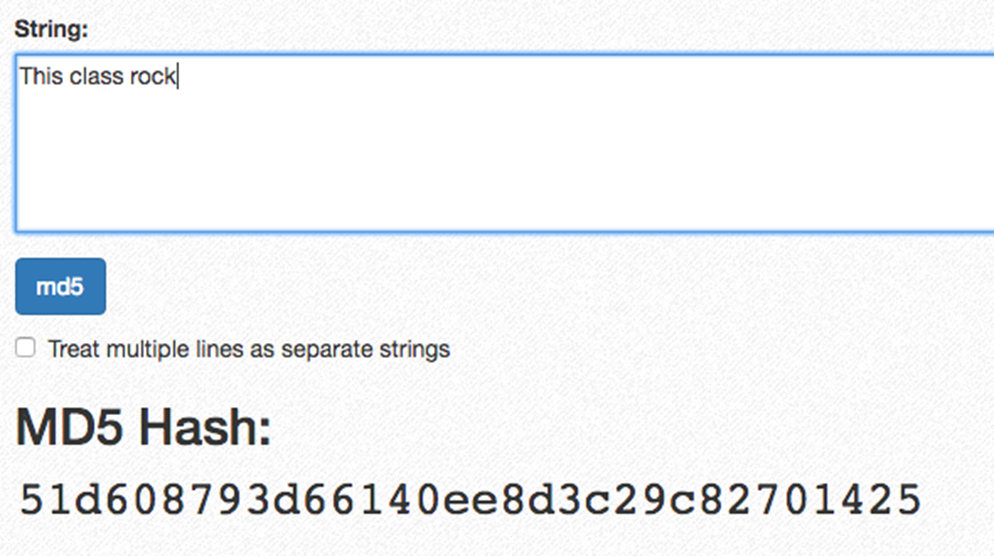 String:
This class rock
md5
Treat multiple lines as separate strings
MD5 Hash:
51d608793d66140ee8d3c29c82701425